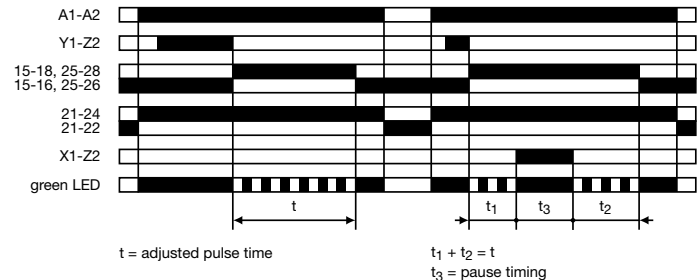 A1-A2
Y1-Z2
15-18, 25-28
15-16, 25-26
21-24
21-22
X1-Z2
green LED
t
t₁
t₃
t₂
t = adjusted pulse time
t₁ + t₂ = t
t₃ = pause timing